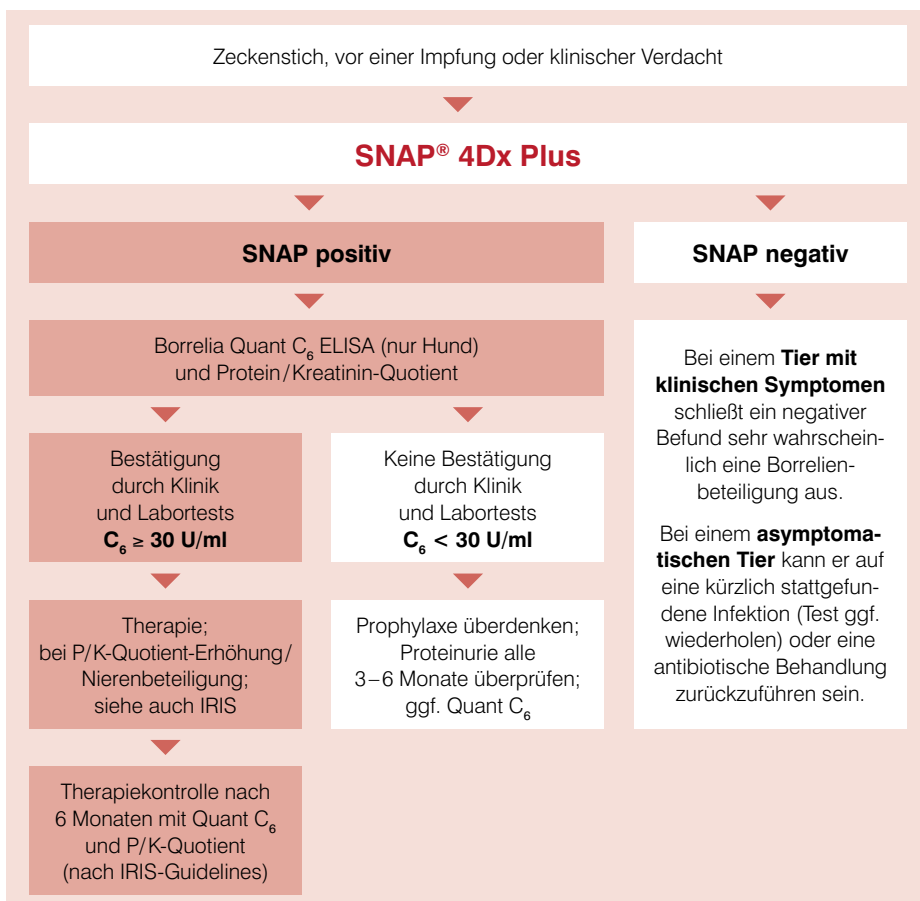 Zeckenstich, vor einer Impfung oder klinischer Verdacht
SNAP® 4Dx Plus
SNAP positiv
SNAP negativ
Borrelia Quant C₆ ELISA (nur Hund)
und Protein/Kreatinin-Quotient
Bestätigung
durch Klinik
und Labortests
C₆ ≥ 30 U/ml
Keine Bestätigung
durch Klinik
und Labortests
C₆ < 30 U/ml
Bei einem Tier mit
klinischen Symptomen
schließt ein negativer
Befund sehr wahrschein-
lich eine Borrelien-
beteiligung aus.
Bei einem asymptoma-
tischen Tier kann er auf
eine kürzlich stattgefun-
dene Infektion (Test ggf.
wiederholen) oder eine
antibiotische Behandlung
zurückzuführen sein.
Therapie;
bei P/K-Quotient-Erhöhung/
Nierenbeteiligung;
siehe auch IRIS
Prophylaxe überdenken;
Proteinurie alle
3–6 Monate überprüfen;
ggf. Quant C₆
Therapiekontrolle nach
6 Monaten mit Quant C₆
und P/K-Quotient
(nach IRIS-Guidelines)